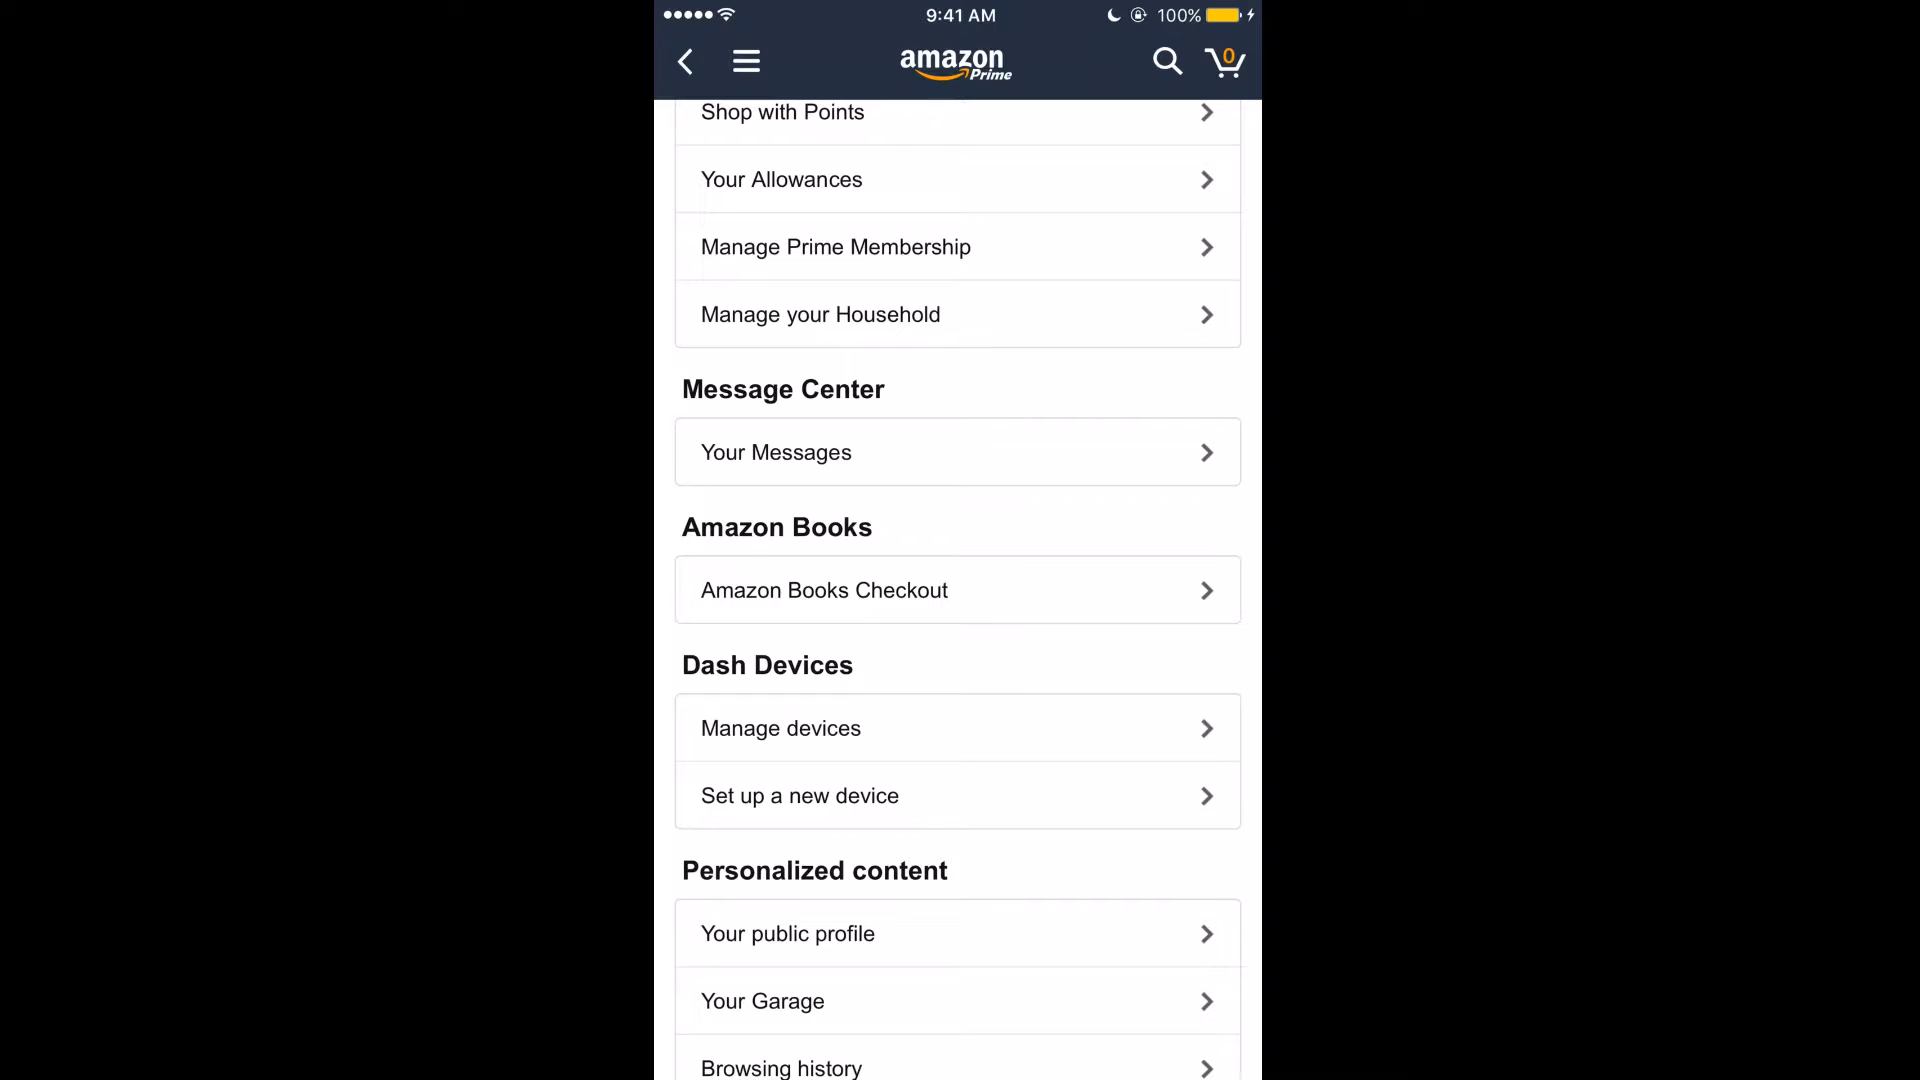 9:41 AM
100%
amazon
Prime
0
Shop with Points
Your Allowances
Manage Prime Membership
Manage your Household
Message Center
Your Messages
Amazon Books
Amazon Books Checkout
Dash Devices
Manage devices
Set up a new device
Personalized content
Your public profile
Your Garage
Browsing history